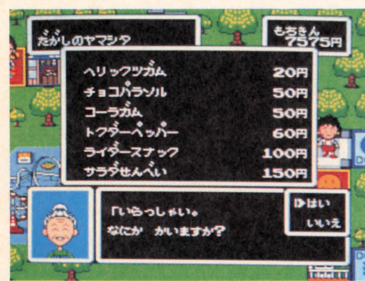 だがしのヤマシタ
もちきん
7575円
ヘリックツガム 20円
チョコパラソル 50円
コーラガム 50円
トクターペッパー 60円
ライダースナック 100円
サラダせんべい 150円
「いらっしゃい。
なにか かいますか?
はい
いいえ